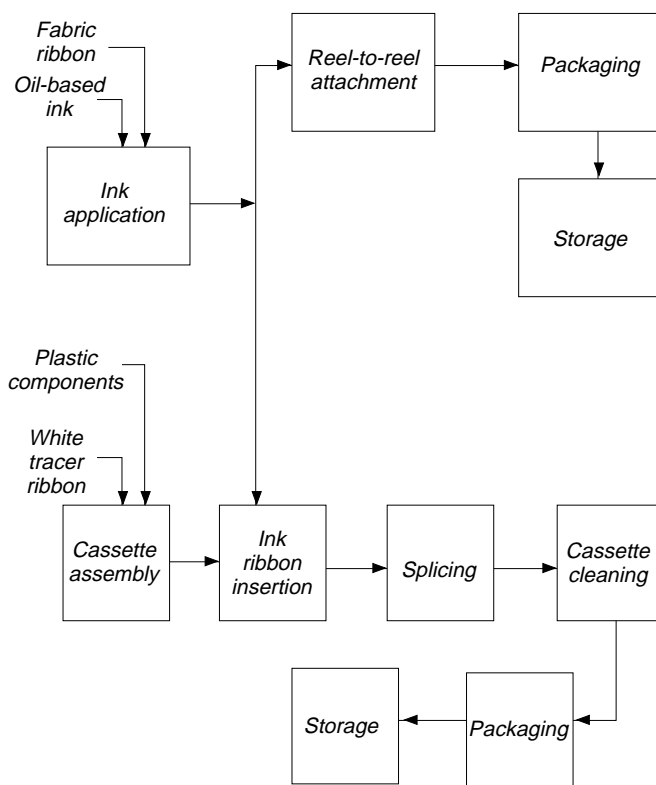 Fabric
ribbon
Oil-based
ink
Ink
application
Reel-to-reel
attachment
Packaging
Storage
Plastic
components
White
tracer
ribbon
Cassette
assembly
Ink
ribbon
insertion
Splicing
Cassette
cleaning
Storage
Packaging